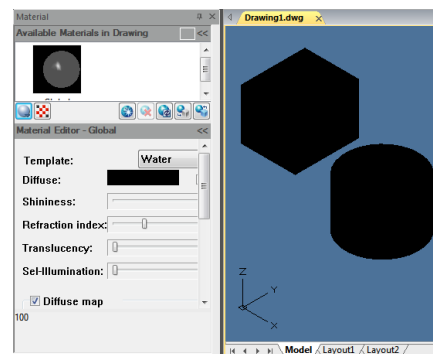 Material
Drawing1.dwg
Available Materials in Drawing <<
Material Editor - Global <<
Template: Water
Diffuse:
Shininess:
Refraction index:
Translucency:
Sel-Illumination:
Diffuse map
100
Z
Y
X
Model Layout1 Layout2